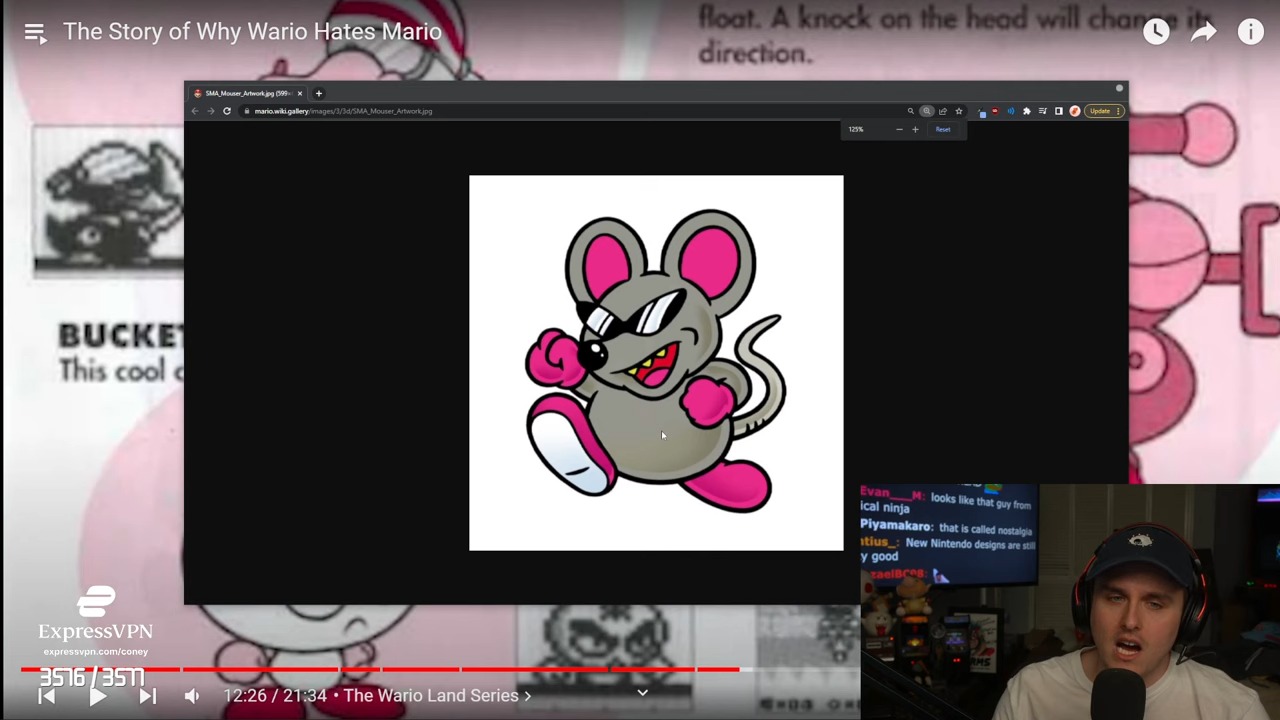 The Story of Why Wario Hates Mario
float. A knock on the head will change its
direction.
SMA_Mouser_Artwork.jpg (599×
mario.wiki.gallery/images/3/3d/SMA_Mouser_Artwork.jpg
Update
125%
Reset
BUCKET
This cool
Evan___M: looks like that guy from
ical ninja
Piyamakaro: that is called nostalgia
ntius_: New Nintendo designs are still
y good
zaelBC98:
ExpressVPN
expressvpn.com/coney
3516/3511
12:26 / 21:34 • The Wario Land Series >